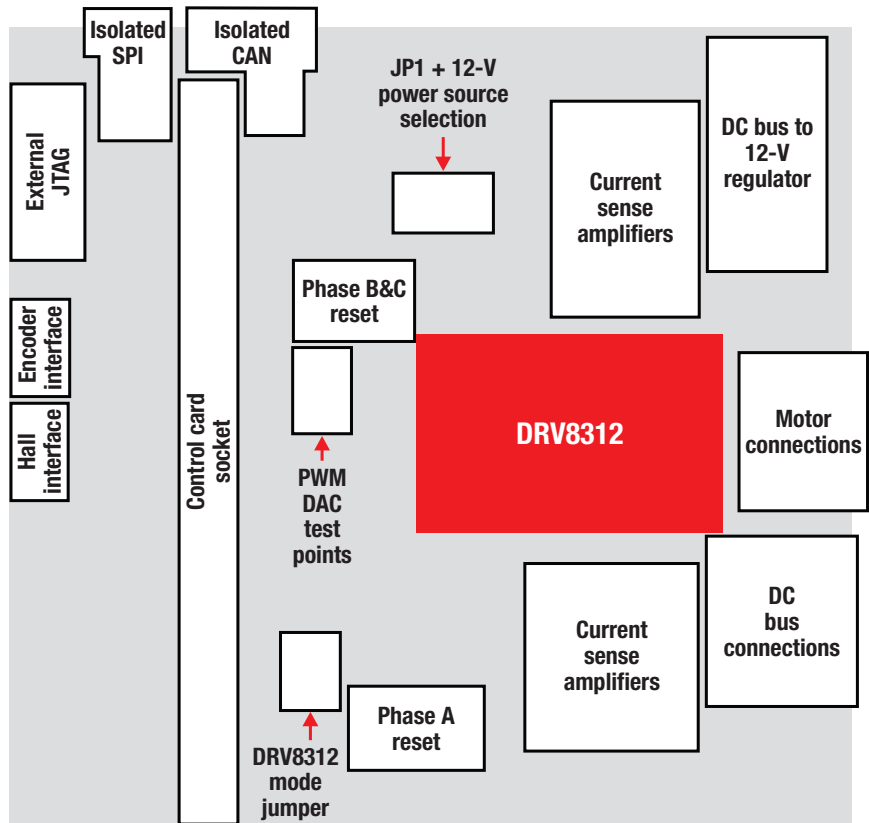 Isolated
SPI
Isolated
CAN
JP1 + 12-V
power source
selection
DC bus to
12-V
regulator
External
JTAG
Current
sense
amplifiers
Phase B&C
reset
Encoder
interface
Hall
interface
Control card
socket
DRV8312
Motor
connections
PWM
DAC
test
points
Current
sense
amplifiers
DC
bus
connections
Phase A
reset
DRV8312
mode
jumper